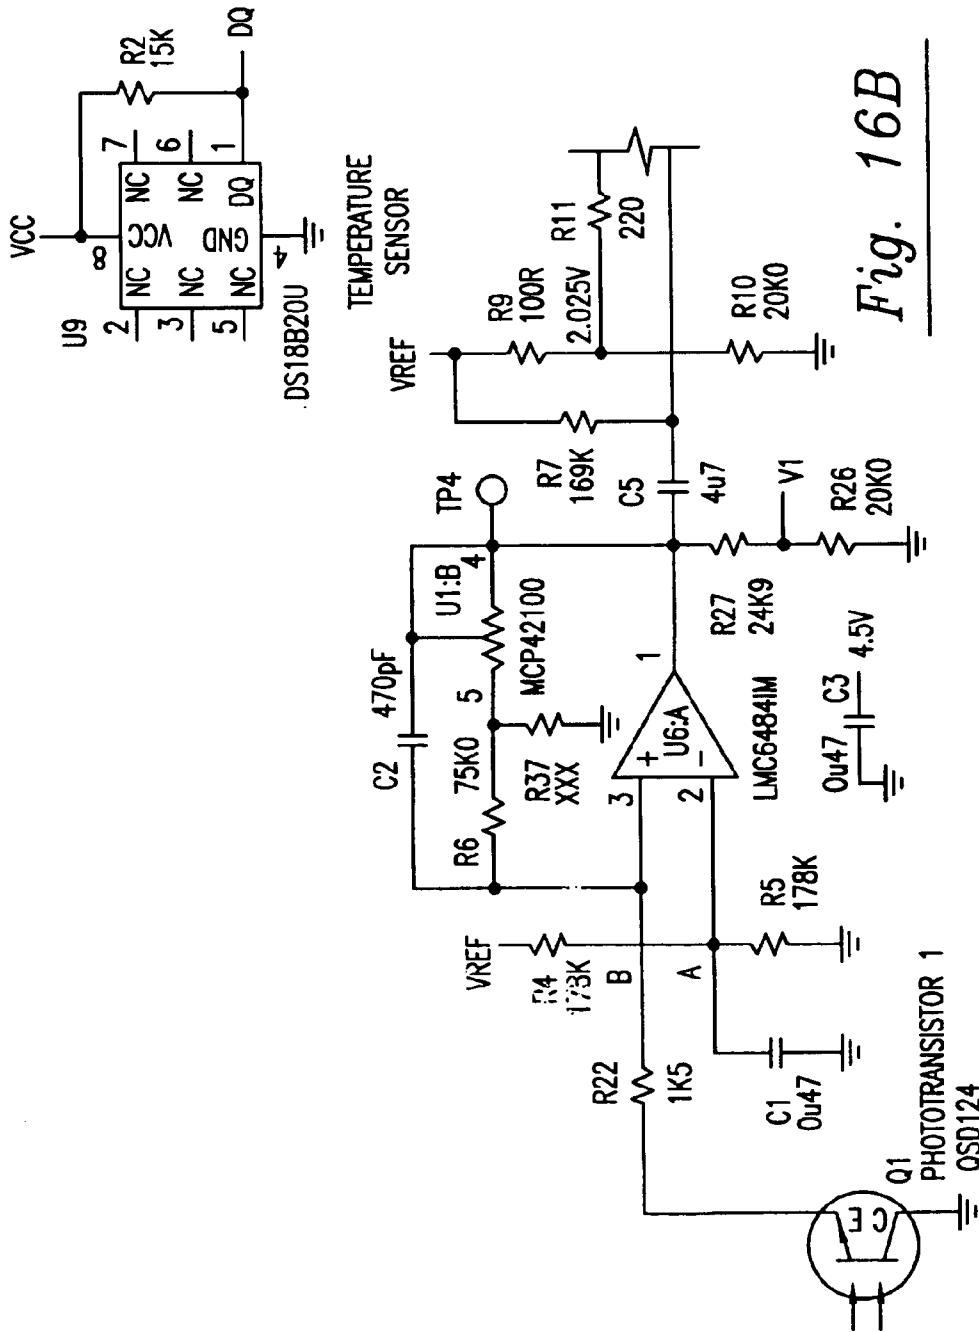 VCC
R2
15K
DQ
U9
8
2
3
5
7
6
1
4
NC
NC
NC
NC
NC
VCC
GND
DQ
DS18B20U
TEMPERATURE
SENSOR
C2
470pF
U1:B
4
TP4
R6
75K0
5
MCP42100
R37
XXX
VREF
R7
169K
R9
100R
2.025V
R11
220
R10
20K0
C5
4u7
VREF
R4
178K
B
A
3
2
+
-
U6:A
1
LMC6484IM
R27
24K9
V1
R26
20K0
0u47
C3
4.5V
R5
178K
R22
1K5
C1
0u47
Q1
PHOTOTRANSISTOR 1
QSD124
C
E
Fig. 16B